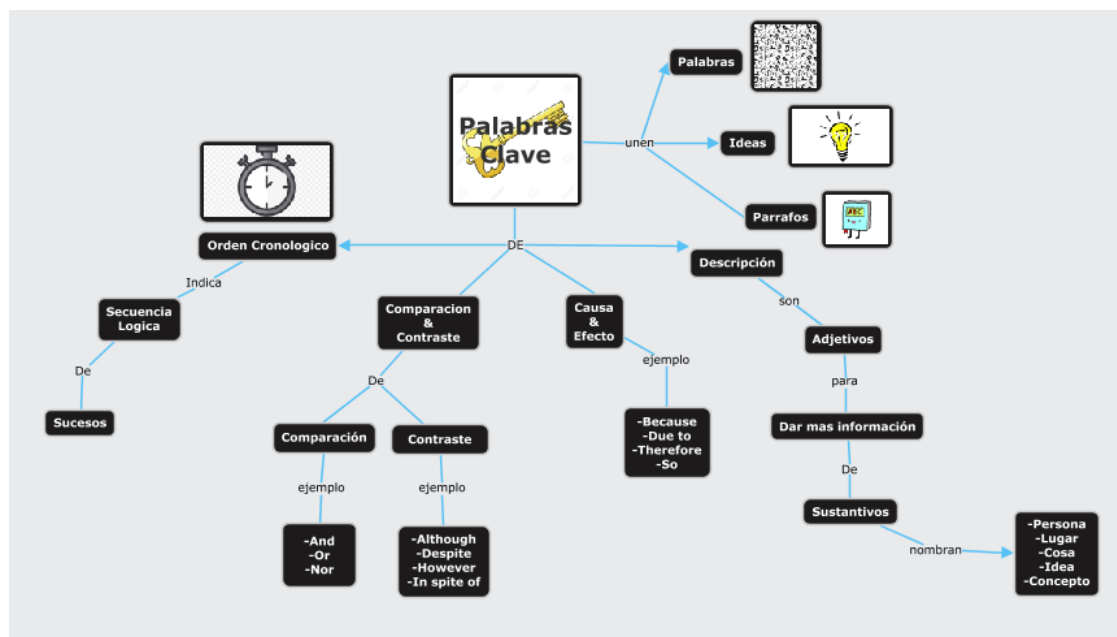 Palabras
Clave
unen
Palabras
Ideas
Parrafos
ABC
DE
Orden Cronologico
Indica
Secuencia
Logica
De
Sucesos
Comparacion
&
Contraste
De
Comparación
ejemplo
-And
-Or
-Nor
Contraste
ejemplo
-Although
-Despite
-However
-In spite of
Causa
&
Efecto
ejemplo
-Because
-Due to
-Therefore
-So
Descripción
son
Adjetivos
para
Dar mas información
De
Sustantivos
nombran
-Persona
-Lugar
-Cosa
-Idea
-Concepto